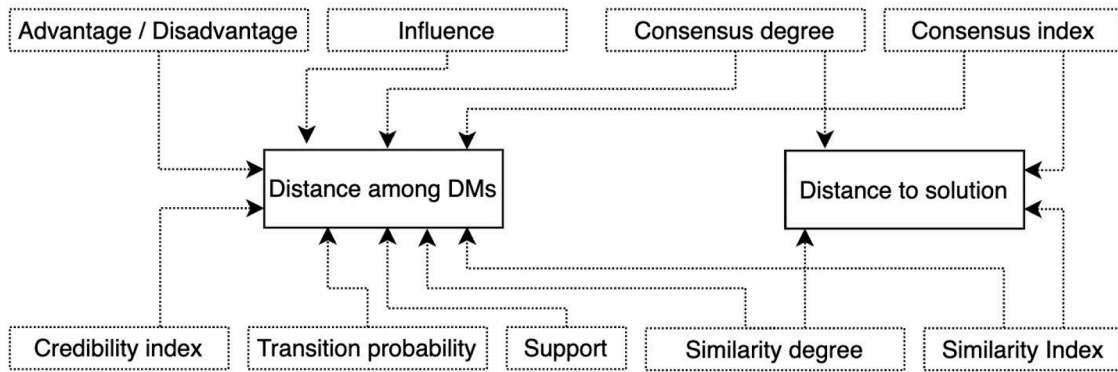 Advantage / Disadvantage
Influence
Consensus degree
Consensus index
Distance among DMs
Distance to solution
Credibility index
Transition probability
Support
Similarity degree
Similarity Index